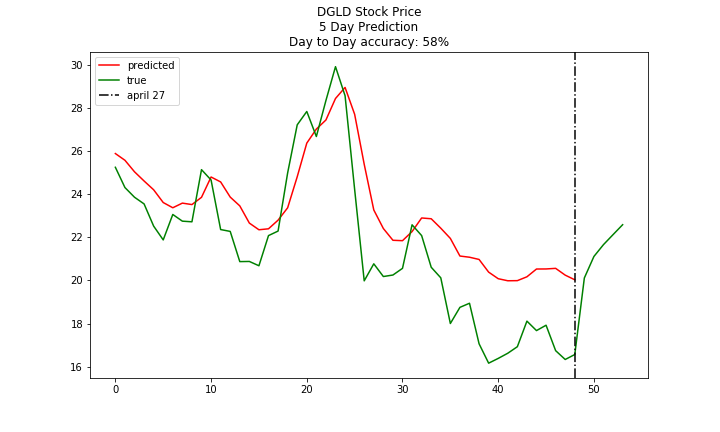 DGLD Stock Price
5 Day Prediction
Day to Day accuracy: 58%
predicted
true
april 27
30
28
26
24
22
20
18
16
0
10
20
30
40
50